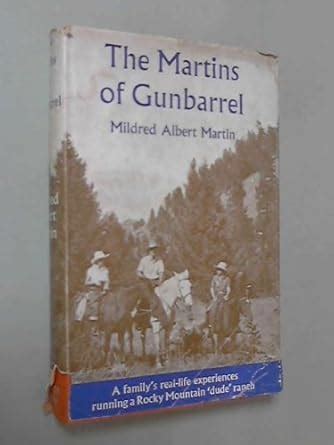 The Martins
of Gunbarrel
Mildred Albert Martin
A family's real-life experiences
running a Rocky Mountain 'dude' ranch